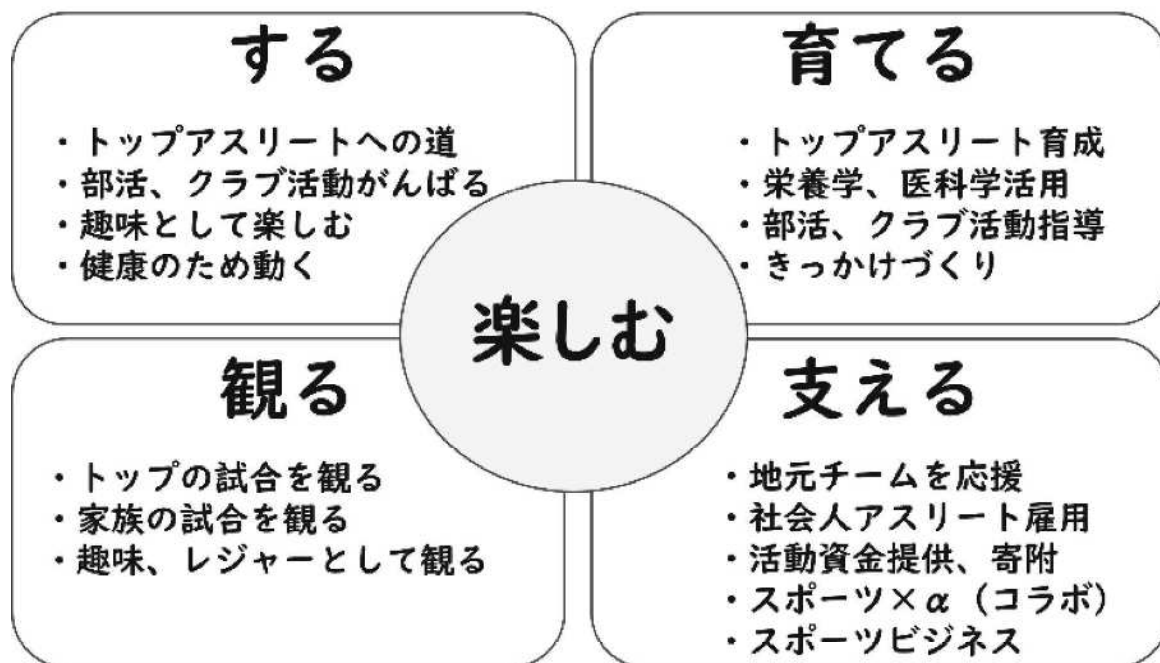 する
・トップアスリートへの道
・部活、クラブ活動がんばる
・趣味として楽しむ
・健康のため動く
育てる
・トップアスリート育成
・栄養学、医科学活用
・部活、クラブ活動指導
・きっかけづくり
楽しむ
観る
・トップの試合を観る
・家族の試合を観る
・趣味、レジャーとして観る
支える
・地元チームを応援
・社会人アスリート雇用
・活動資金提供、寄附
・スポーツ×α（コラボ）
・スポーツビジネス